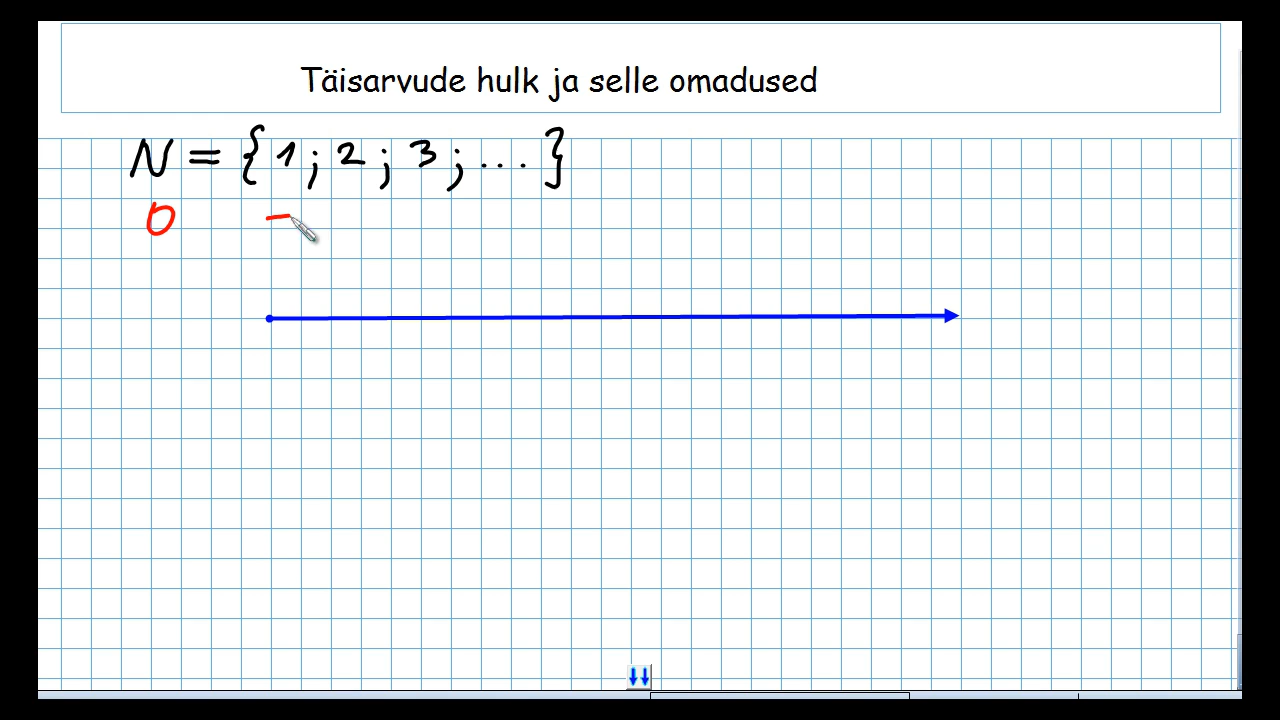 Täisarvude hulk ja selle omadused
N = {1; 2; 3; ...}
0 -